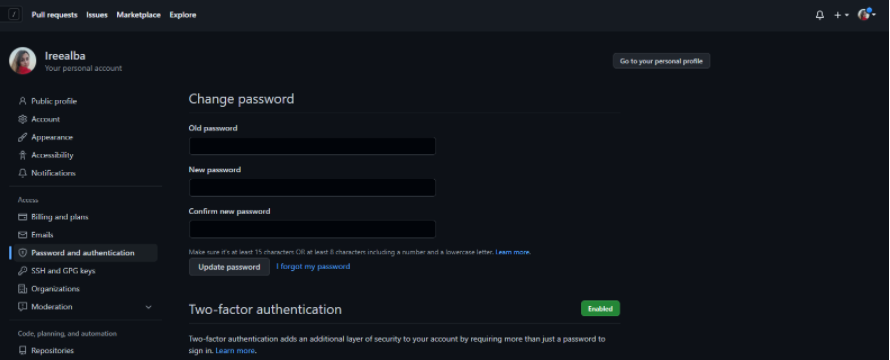 / Pull requests Issues Marketplace Explore
Ireealba
Your personal account
Go to your personal profile
Public profile
Account
Appearance
Accessibility
Notifications
Access
Billing and plans
Emails
Password and authentication
SSH and GPG keys
Organizations
Moderation
Code, planning, and automation
Repositories
Change password
Old password
New password
Confirm new password
Make sure it's at least 15 characters OR at least 8 characters including a number and a lowercase letter. Learn more.
Update password I forgot my password
Two-factor authentication Enabled
Two-factor authentication adds an additional layer of security to your account by requiring more than just a password to
sign in. Learn more.